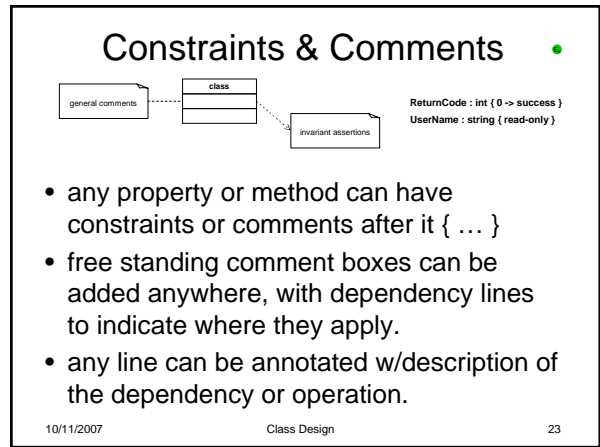 Constraints & Comments
general comments
class
invariant assertions
ReturnCode : int { 0 -> success }
UserName : string { read-only }
• any property or method can have
constraints or comments after it { … }
• free standing comment boxes can be
added anywhere, with dependency lines
to indicate where they apply.
• any line can be annotated w/description of
the dependency or operation.
10/11/2007
Class Design
23